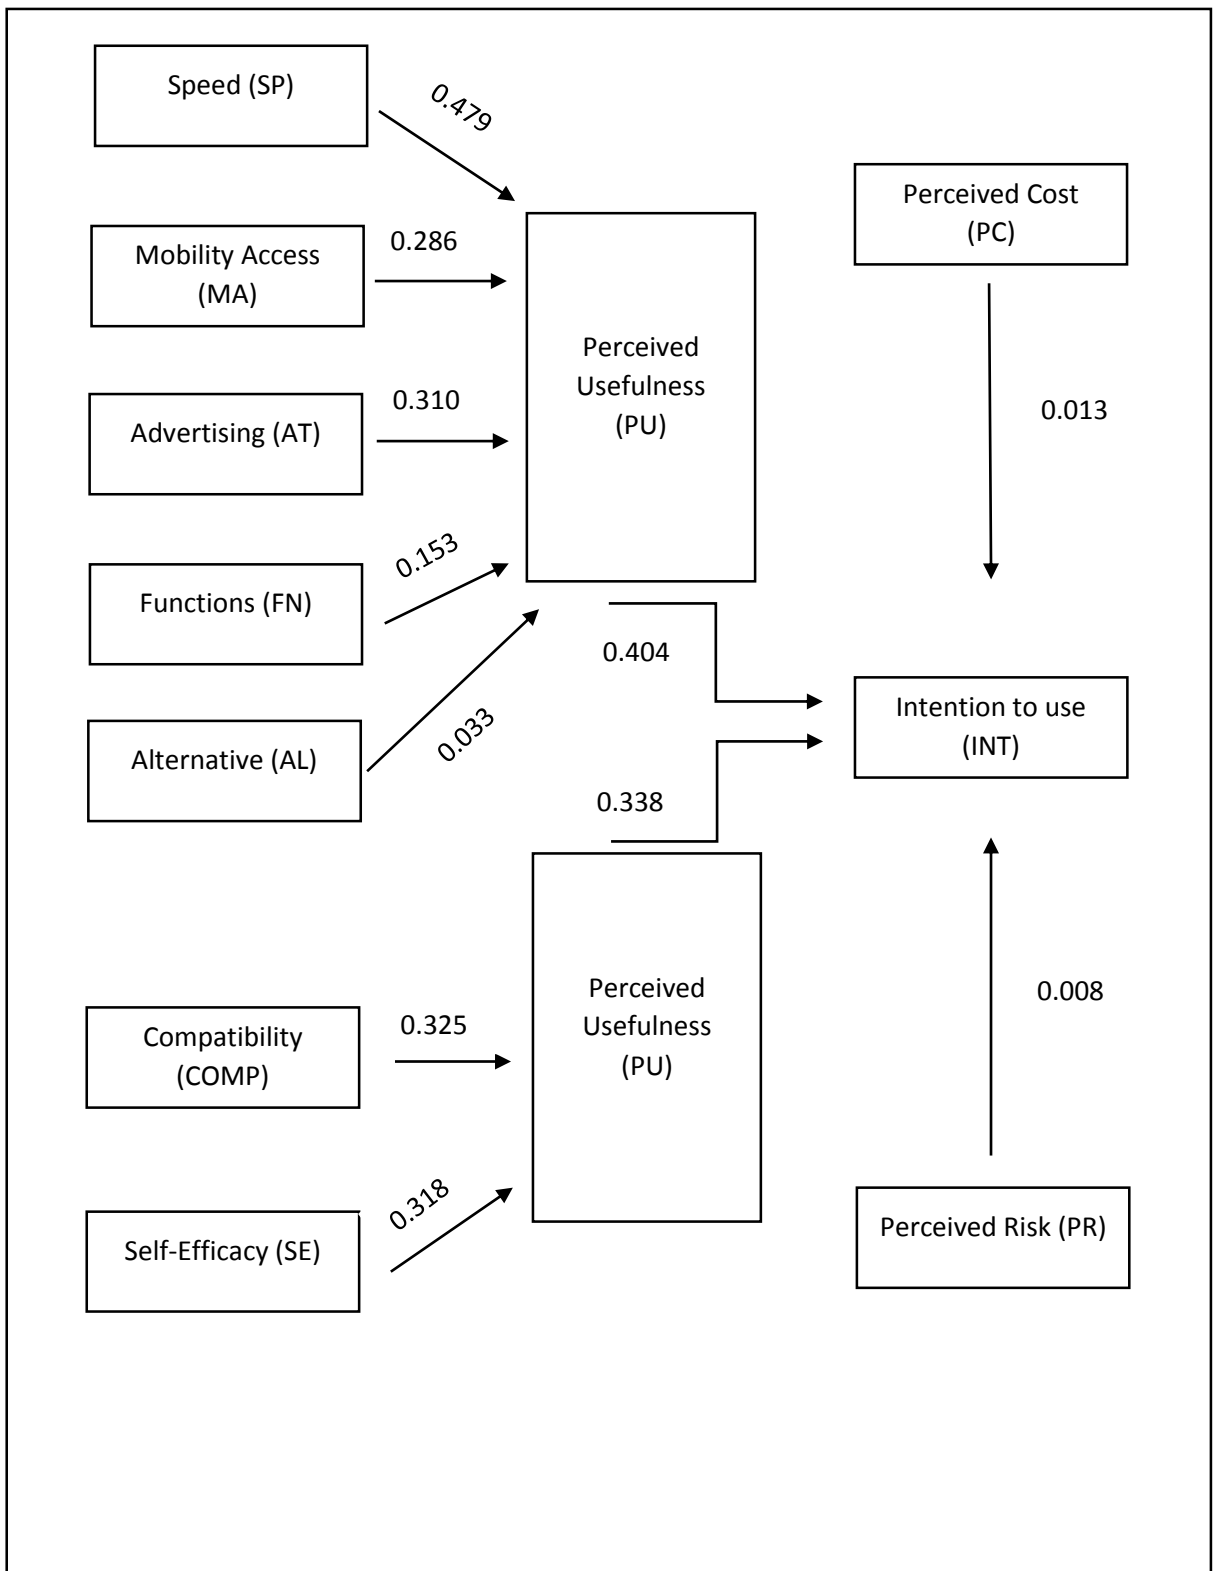 Speed (SP)
0.479
Perceived Cost
(PC)
Mobility Access
(MA)
0.286
Perceived
Usefulness
(PU)
0.310
Advertising (AT)
0.013
0.153
Functions (FN)
0.404
Intention to use
(INT)
0.033
Alternative (AL)
0.338
Perceived
Usefulness
(PU)
0.008
0.325
Compatibility
(COMP)
0.318
Self-Efficacy (SE)
Perceived Risk (PR)